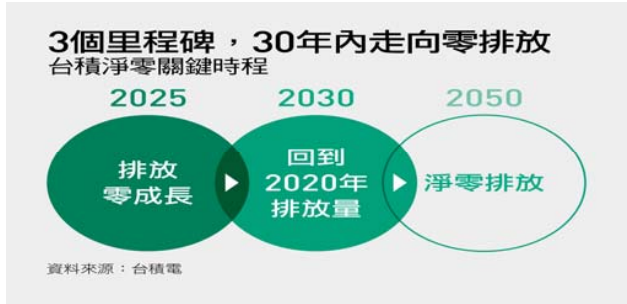 3個里程碑，30年內走向零排放
台積淨零關鍵時程
2025
2030
2050
排放
零成長
回到
2020年
排放量
淨零排放
資料來源：台積電